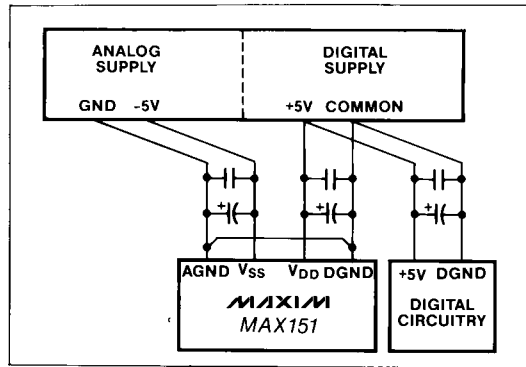 ANALOG SUPPLY
DIGITAL SUPPLY
GND -5V
+5V COMMON
+
+
+
AGND VSS VDD DGND
MAXIM
MAX151
+5V DGND
DIGITAL CIRCUITRY